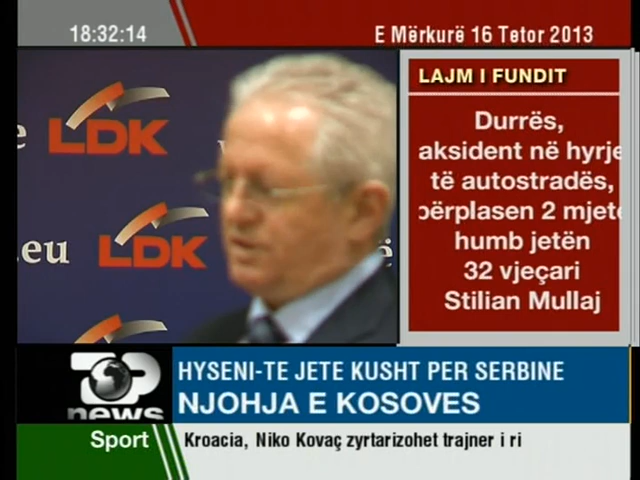 18:32:14
E Mërkurë 16 Tetor 2013
LDK
.eu
LDK
LAJM I FUNDIT
Durrës,
aksident në hyrje
të autostradës,
përplasen 2 mjete
humb jetën
32 vjeçari
Stilian Mullaj
TOP
news
HYSENI-TE JETE KUSHT PER SERBINE
NJOHJA E KOSOVES
Sport
Kroacia, Niko Kovaç zyrtarizohet trajner i ri